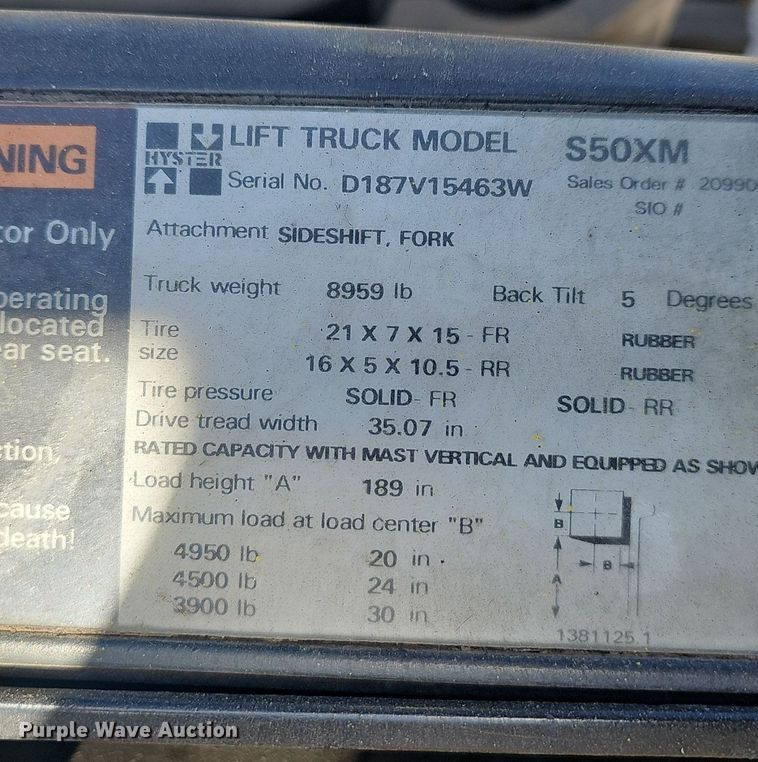 NING
tor Only
perating
located
ear seat.
ction,
cause
death!
HYSTER
LIFT TRUCK MODEL S50XM
Serial No. D187V15463W Sales Order # 20990
SIO #
Attachment SIDESHIFT, FORK
Truck weight 8959 lb Back Tilt 5 Degrees
Tire size 21 X 7 X 15 - FR RUBBER
16 X 5 X 10.5 - RR RUBBER
Tire pressure SOLID - FR SOLID - RR
Drive tread width 35.07 in
RATED CAPACITY WITH MAST VERTICAL AND EQUIPPED AS SHOW
Load height "A" 189 in
Maximum load at load center "B"
4950 lb 20 in
4500 lb 24 in
3900 lb 30 in
B
B
A
1381125 1
Purple Wave Auction